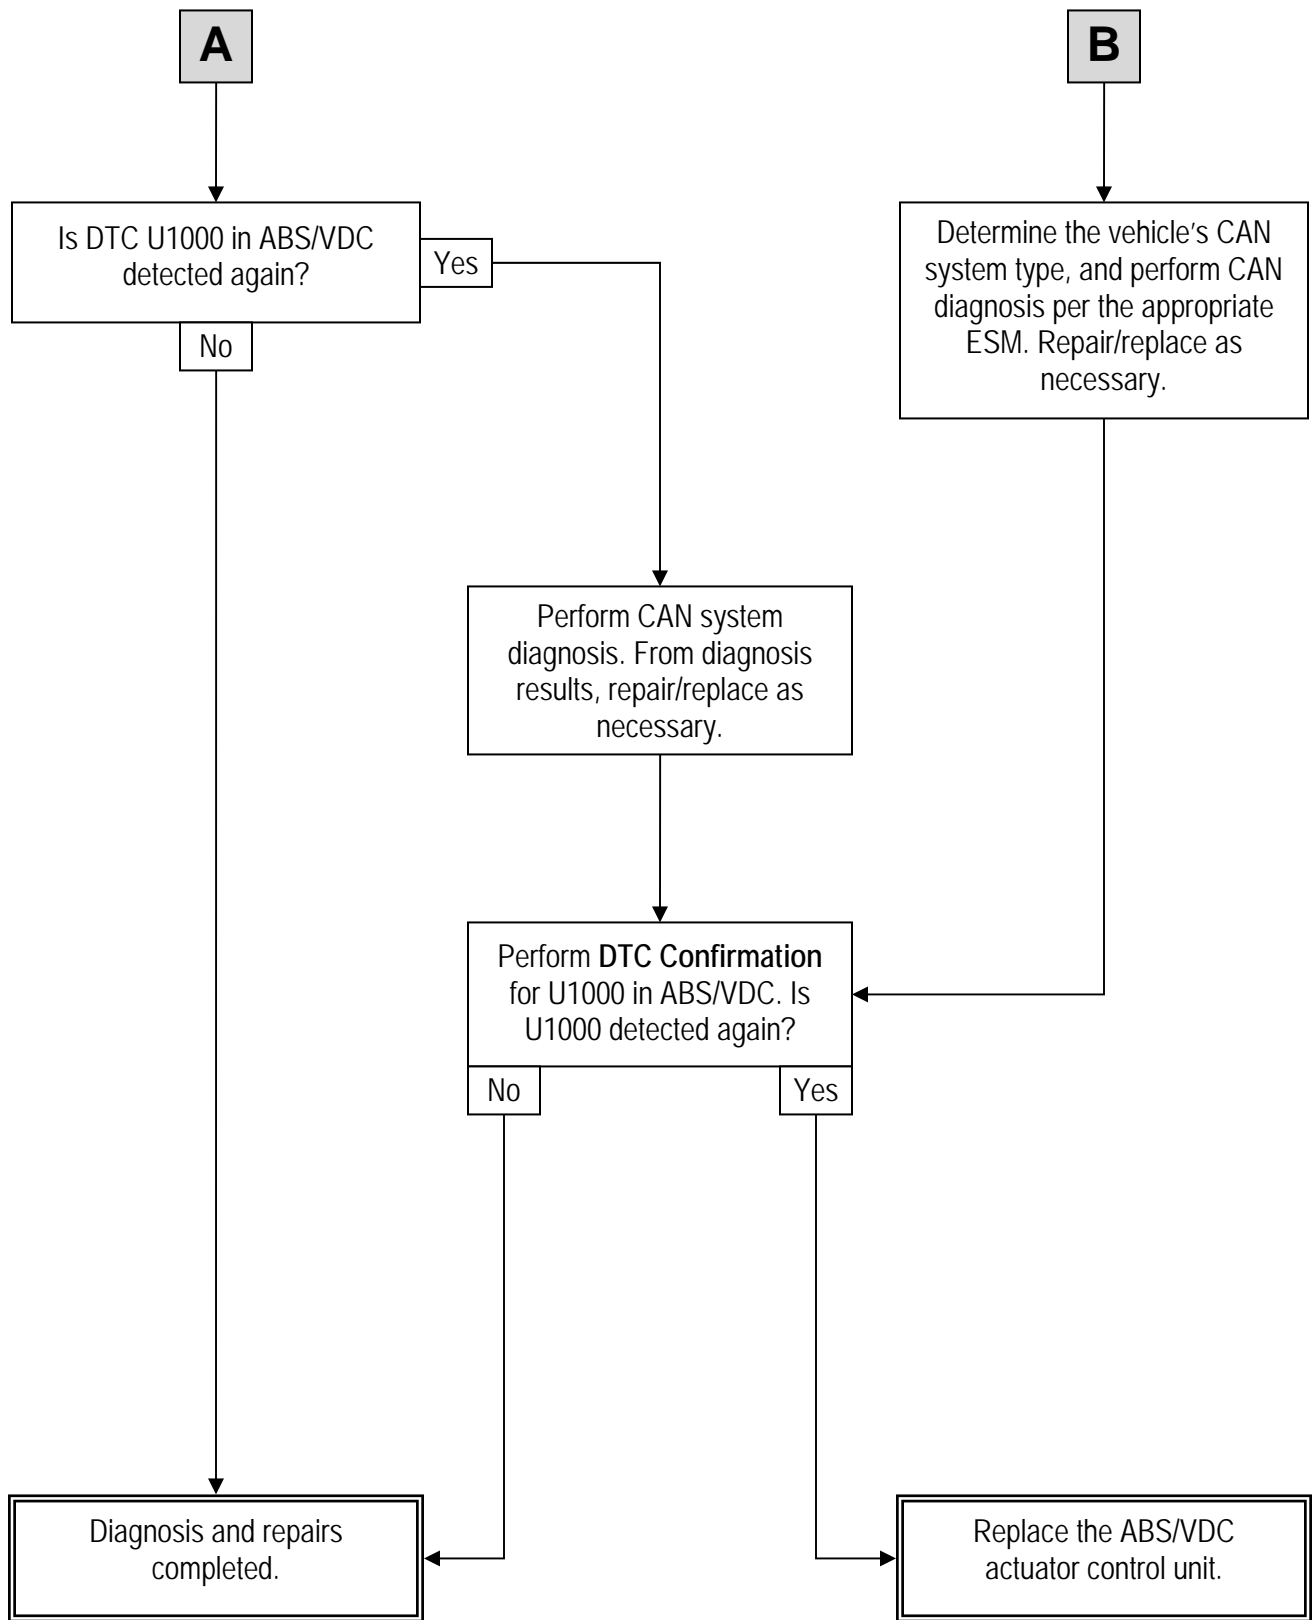 A
B
Is DTC U1000 in ABS/VDC
detected again?
Yes
No
Determine the vehicle's CAN
system type, and perform CAN
diagnosis per the appropriate
ESM. Repair/replace as
necessary.
Perform CAN system
diagnosis. From diagnosis
results, repair/replace as
necessary.
Perform DTC Confirmation
for U1000 in ABS/VDC. Is
U1000 detected again?
No
Yes
Diagnosis and repairs
completed.
Replace the ABS/VDC
actuator control unit.